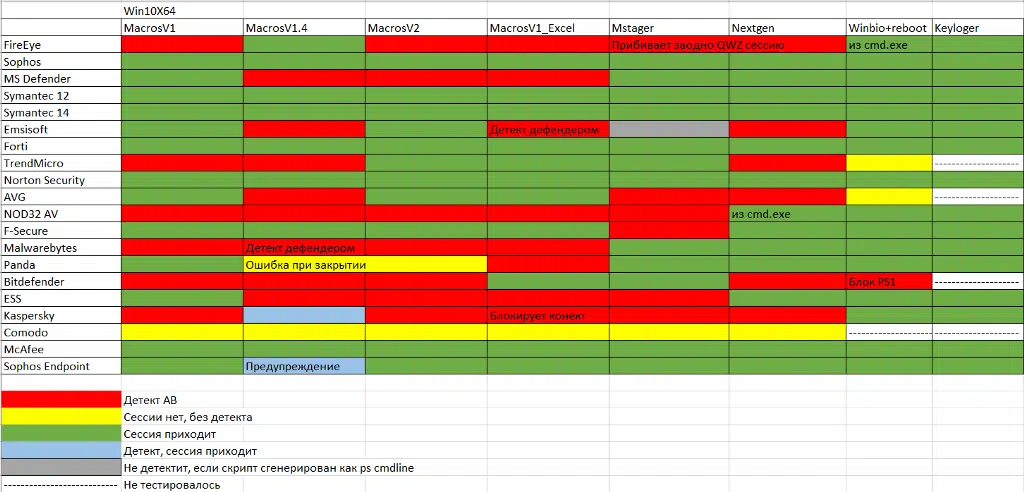 Win10X64
MacrosV1 MacrosV1.4 MacrosV2 MacrosV1_Excel Mstager Nextgen Winbio+reboot Keyloger
FireEye Прибивает заодно QWZ сессию из cmd.exe
Sophos
MS Defender
Symantec 12
Symantec 14
Emsisoft Детект дефендером
Forti
TrendMicro --------------------
Norton Security
AVG --------------------
NOD32 AV из cmd.exe
F-Secure
Malwarebytes Детект дефендером
Panda Ошибка при закрытии
Bitdefender Блок PS1 --------------------
ESS
Kaspersky Блокирует конект
Comodo -------------------- --------------------
McAfee
Sophos Endpoint Предупреждение
Детект АВ
Сессии нет, без детекта
Сессия приходит
Детект, сессия приходит
Не детектит, если скрипт сгенерирован как ps cmdline
---------------------------- Не тестировалось